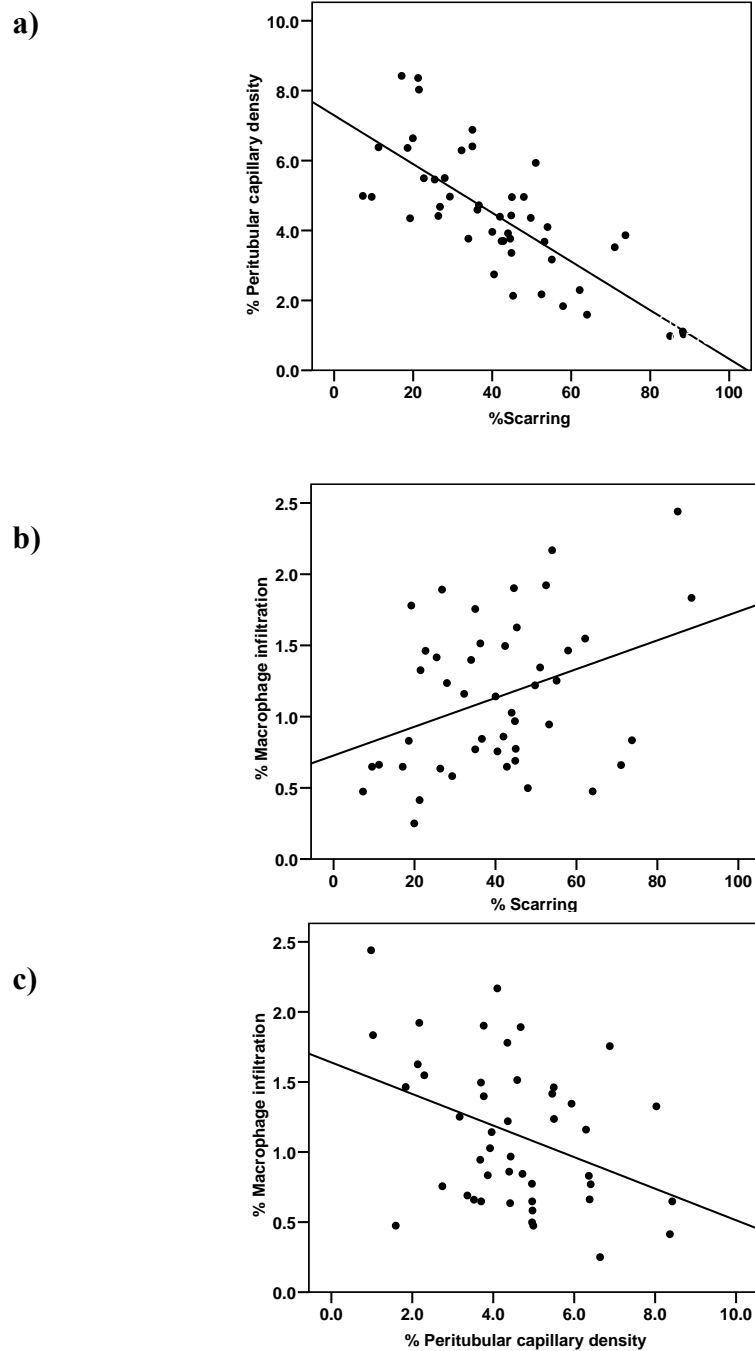 a)
% Peritubular capillary density
10.0
8.0
6.0
4.0
2.0
0.0
0 20 40 60 80 100
%Scarring
b)
% Macrophage infiltration
2.5
2.0
1.5
1.0
0.5
0.0
0 20 40 60 80 100
% Scarring
c)
% Macrophage infiltration
2.5
2.0
1.5
1.0
0.5
0.0
0.0 2.0 4.0 6.0 8.0 10.0
% Peritubular capillary density